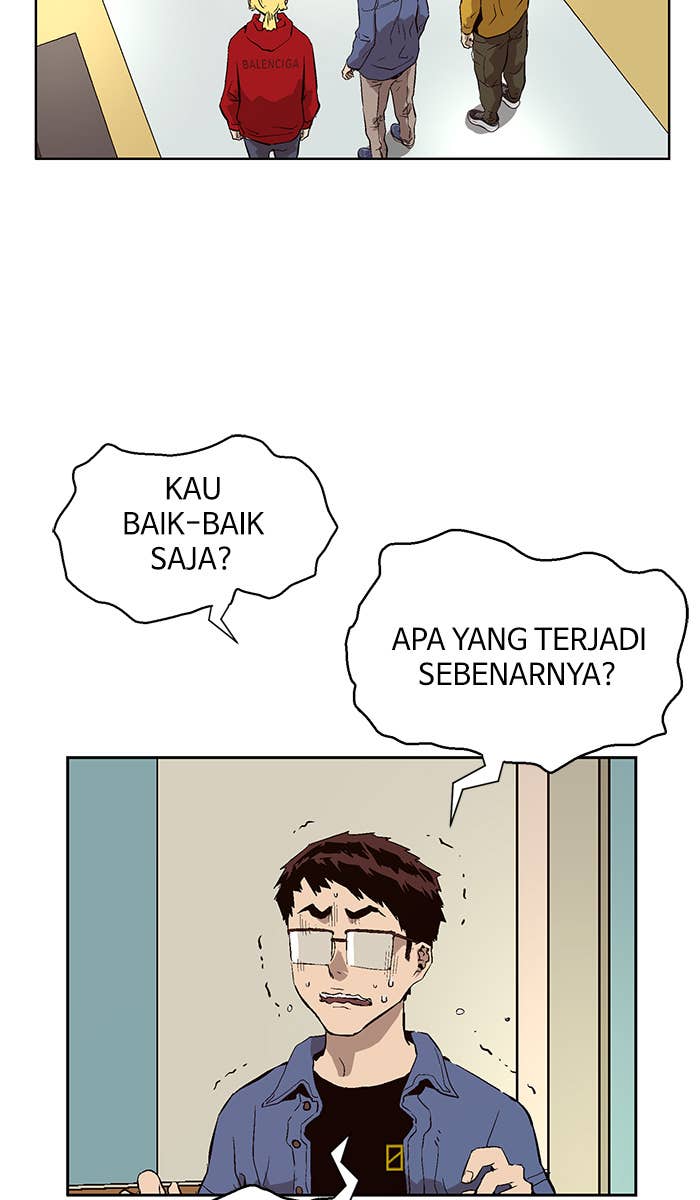 BALENCIGA
KAU
BAIK-BAIK
SAJA?
APA YANG TERJADI
SEBENARNYA?